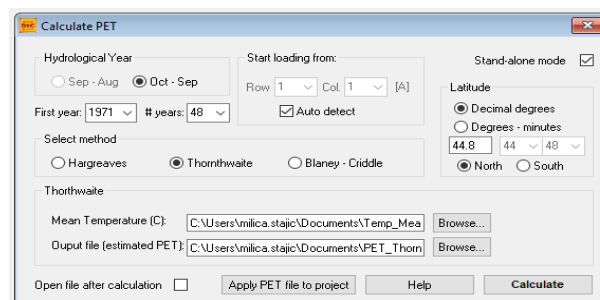 Calculate PET
Hydrological Year
Sep - Aug Oct - Sep
First year: 1971 # years: 48
Start loading from:
Row 1 Col. 1 [A]
Auto detect
Stand-alone mode
Latitude
Decimal degrees
Degrees - minutes
44.8 44 48
North South
Select method
Hargreaves Thornthwaite Blaney - Criddle
Thorthwaite
Mean Temperature (C): C:\Users\milica.stajic\Documents\Temp_Mea Browse...
Ouput file (estimated PET): C:\Users\milica.stajic\Documents\PET_Thorn Browse...
Open file after calculation Apply PET file to project Help Calculate